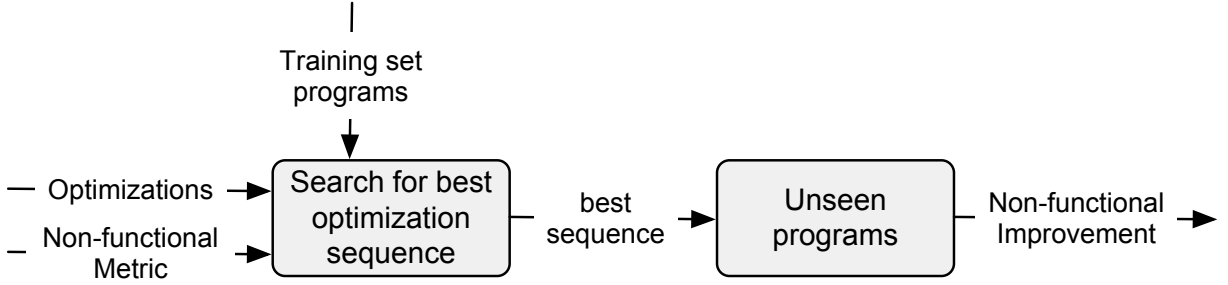 Training set
programs
Optimizations
Non-functional
Metric
Search for best
optimization
sequence
best
sequence
Unseen
programs
Non-functional
Improvement